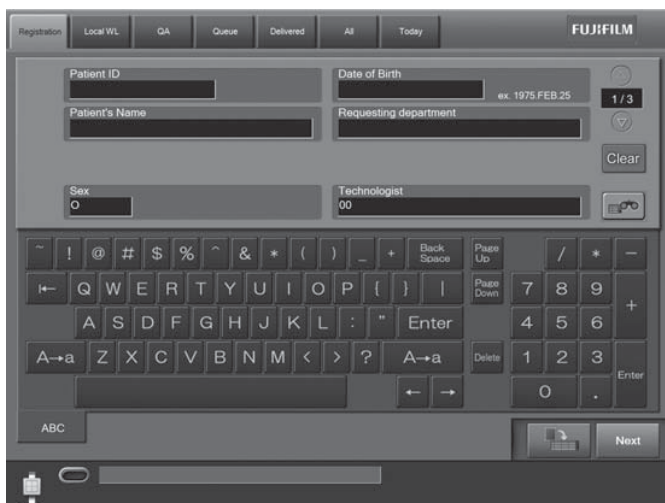 Registration Local WL QA Queue Delivered All Today FUJIFILM
Patient ID Date of Birth
ex. 1975.FEB.25
1/3
Patient's Name Requesting department
Clear
Sex Technologist
O 00
~ ! @ # $ % ^ & * ( ) _ + Back Space Page Up / * −
Q W E R T Y U I O P { } | Page Down 7 8 9 +
A S D F G H J K L : " Enter 4 5 6
A→a Z X C V B N M < > ? A→a Delete 1 2 3 Enter
← → 0 .
ABC Next